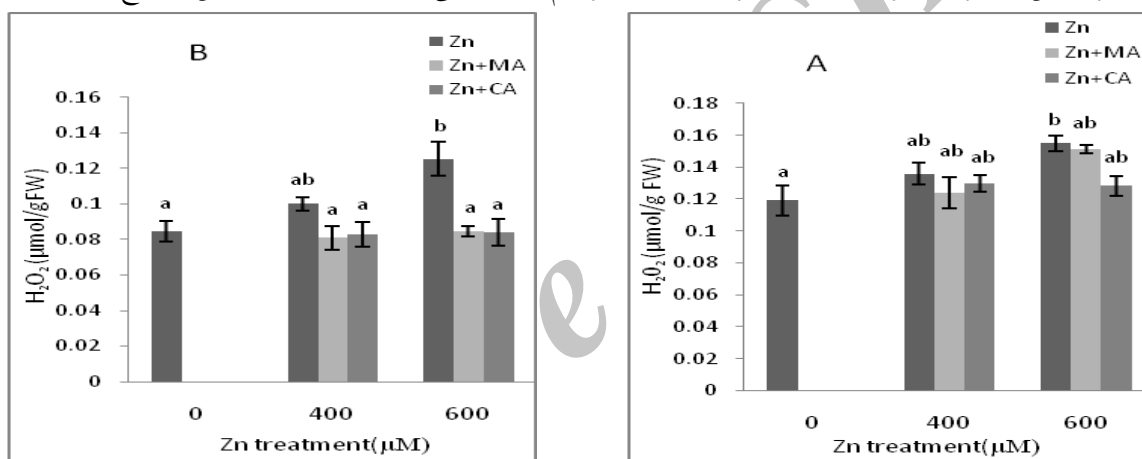 B
Zn
Zn+MA
Zn+CA
H₂O₂ (µmol/gFW)
0.16
0.14
0.12
0.1
0.08
0.06
0.04
0.02
0
a
ab
a
a
b
a
a
0
400
600
Zn treatment(µM)
A
Zn
Zn+MA
Zn+CA
H₂O₂ (µmol/g FW)
0.18
0.16
0.14
0.12
0.1
0.08
0.06
0.04
0.02
0
a
ab
ab
ab
b
ab
ab
0
400
600
Zn treatment(µM)